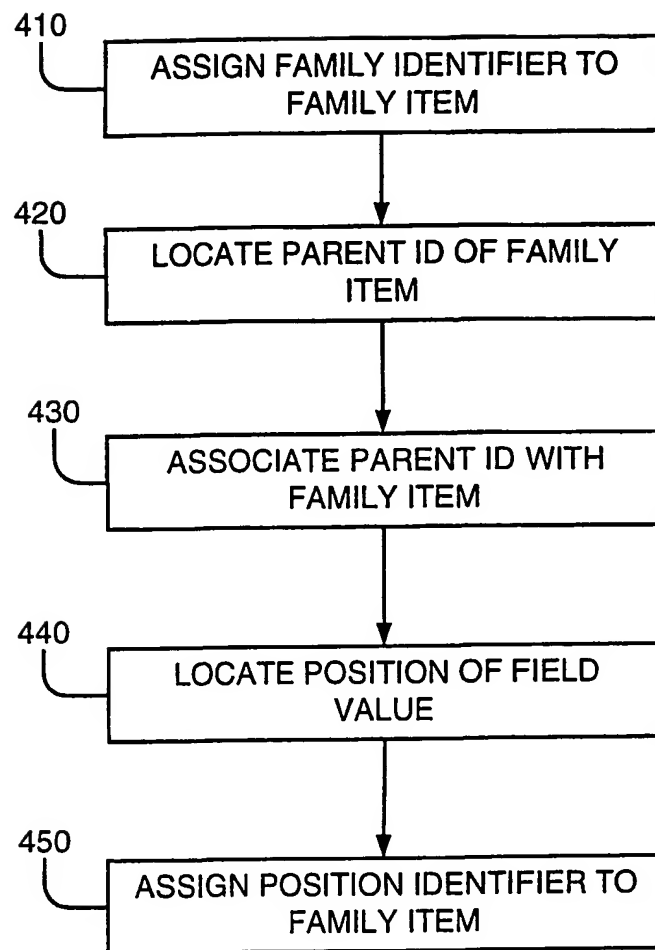 410
ASSIGN FAMILY IDENTIFIER TO
FAMILY ITEM
420
LOCATE PARENT ID OF FAMILY
ITEM
430
ASSOCIATE PARENT ID WITH
FAMILY ITEM
440
LOCATE POSITION OF FIELD
VALUE
450
ASSIGN POSITION IDENTIFIER TO
FAMILY ITEM